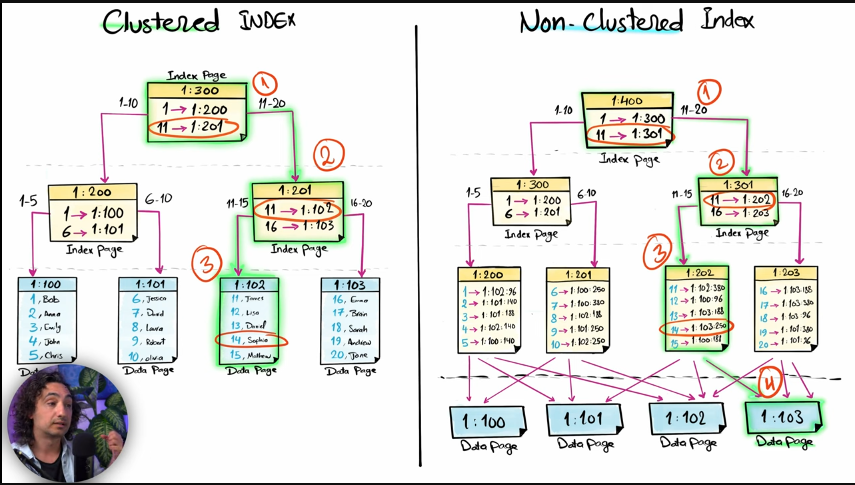 Clustered INDEX
Index Page
1:300
1 → 1:200
11 → 1:201
1-10
11-20
1
2
1:200
1 → 1:100
6 → 1:101
Index Page
1:201
11 → 1:102
16 → 1:103
Index Page
1-5
6-10
11-15
16-20
3
1:100
1, Bob
2, Anna
3, Emily
4, John
5, Chris
Data Page
1:101
6, Jessica
7, David
8, Laura
9, Robert
10, olivia
Data Page
1:102
11, James
12, Lisa
13, Daniel
14, Sophie
15, Mathew
Data Page
1:103
16, Emma
17, Brain
18, Sarah
19, Andrew
20, Jane
Data Page
Non-Clustered Index
1:400
1 → 1:300
11 → 1:301
Index Page
1-10
11-20
1
2
1:300
1 → 1:200
6 → 1:201
Index Page
1:301
11 → 1:202
16 → 1:203
Index Page
1-5
6-10
11-15
16-20
3
1:200
1 → 1:102:96
2 → 1:101:140
3 → 1:101:188
4 → 1:102:140
5 → 1:100:140
1:201
6 → 1:100:250
7 → 1:100:380
8 → 1:102:188
9 → 1:101:250
10 → 1:102:250
1:202
11 → 1:102:380
12 → 1:100:96
13 → 1:103:188
14 → 1:103:250
15 → 1:100:188
1:203
16 → 1:103:188
17 → 1:103:380
18 → 1:103:96
19 → 1:101:380
20 → 1:101:96
4
1:100
Data Page
1:101
Data Page
1:102
Data Page
1:103
Data Page